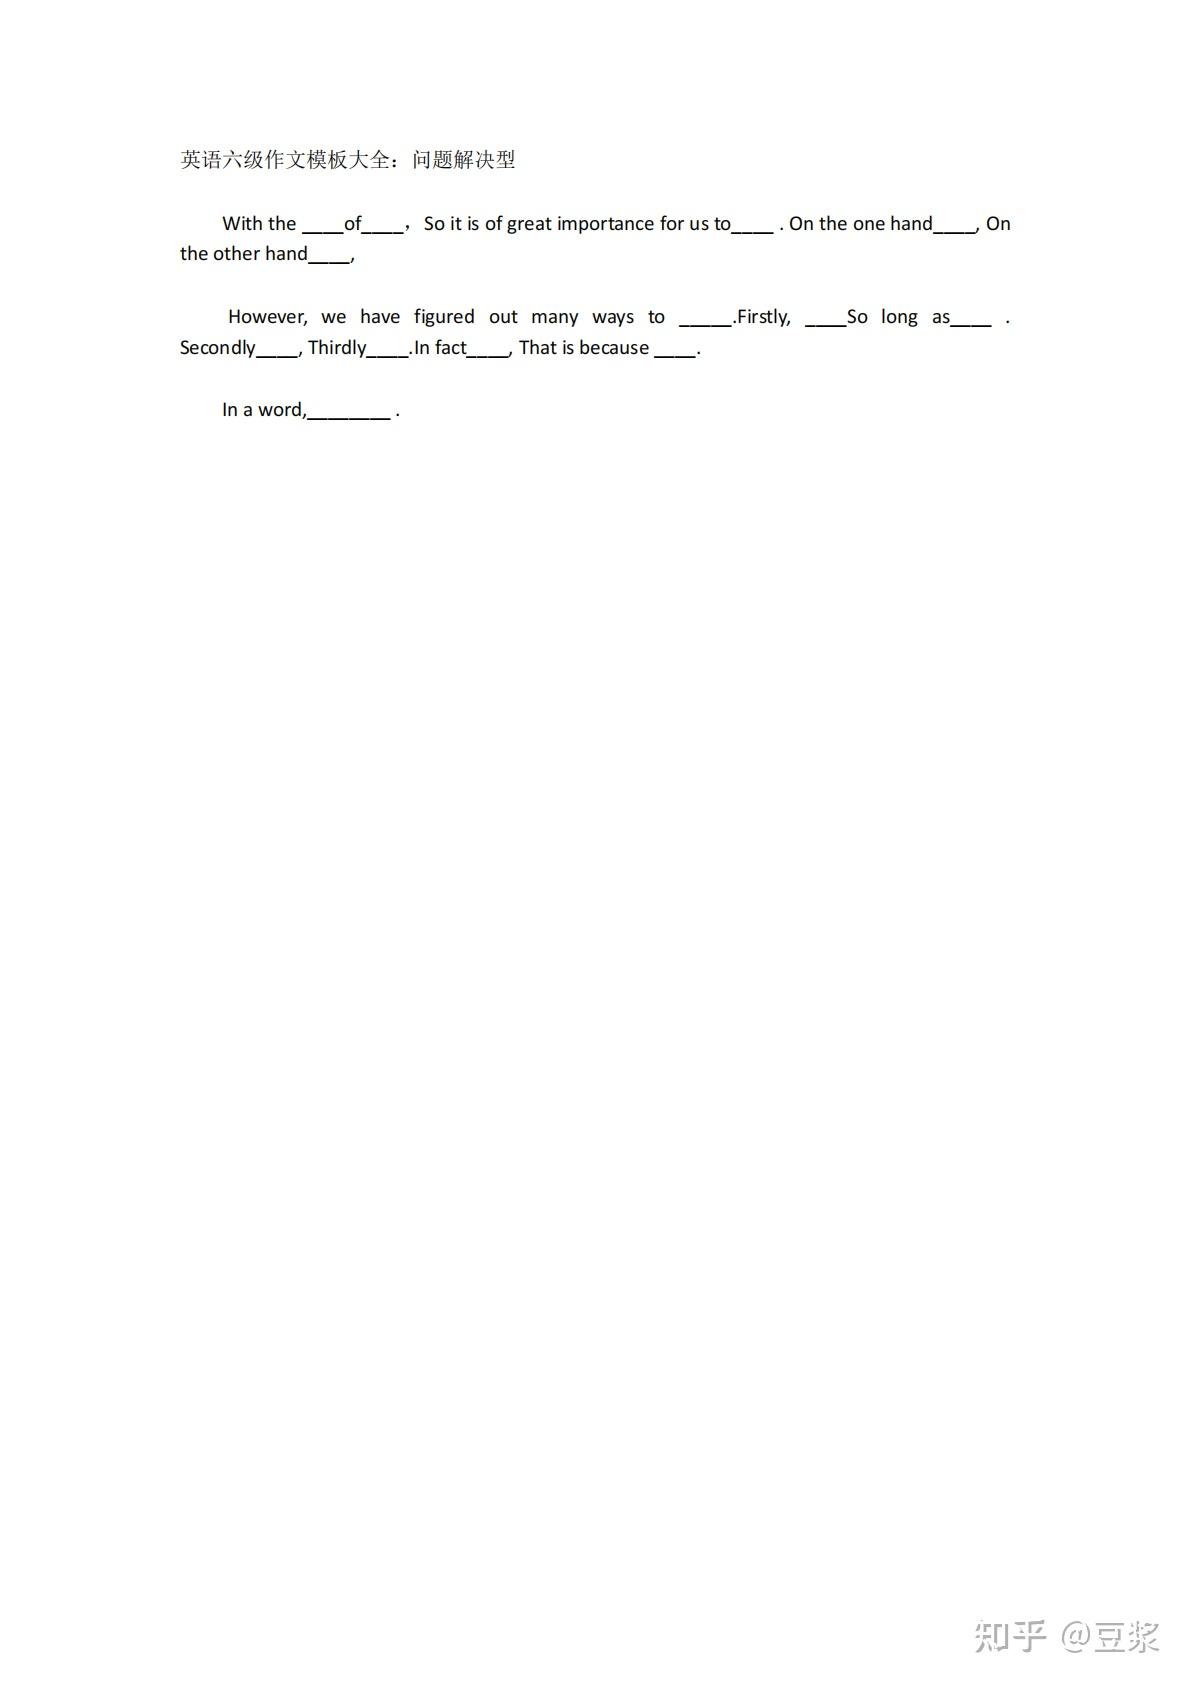 英语六级作文模板大全：问题解决型
With the ____of____，So it is of great importance for us to____ . On the one hand____, On
the other hand____,
However, we have figured out many ways to _____.Firstly, ____So long as____ .
Secondly____, Thirdly____.In fact____, That is because ____.
In a word,________ .
知乎 @豆浆